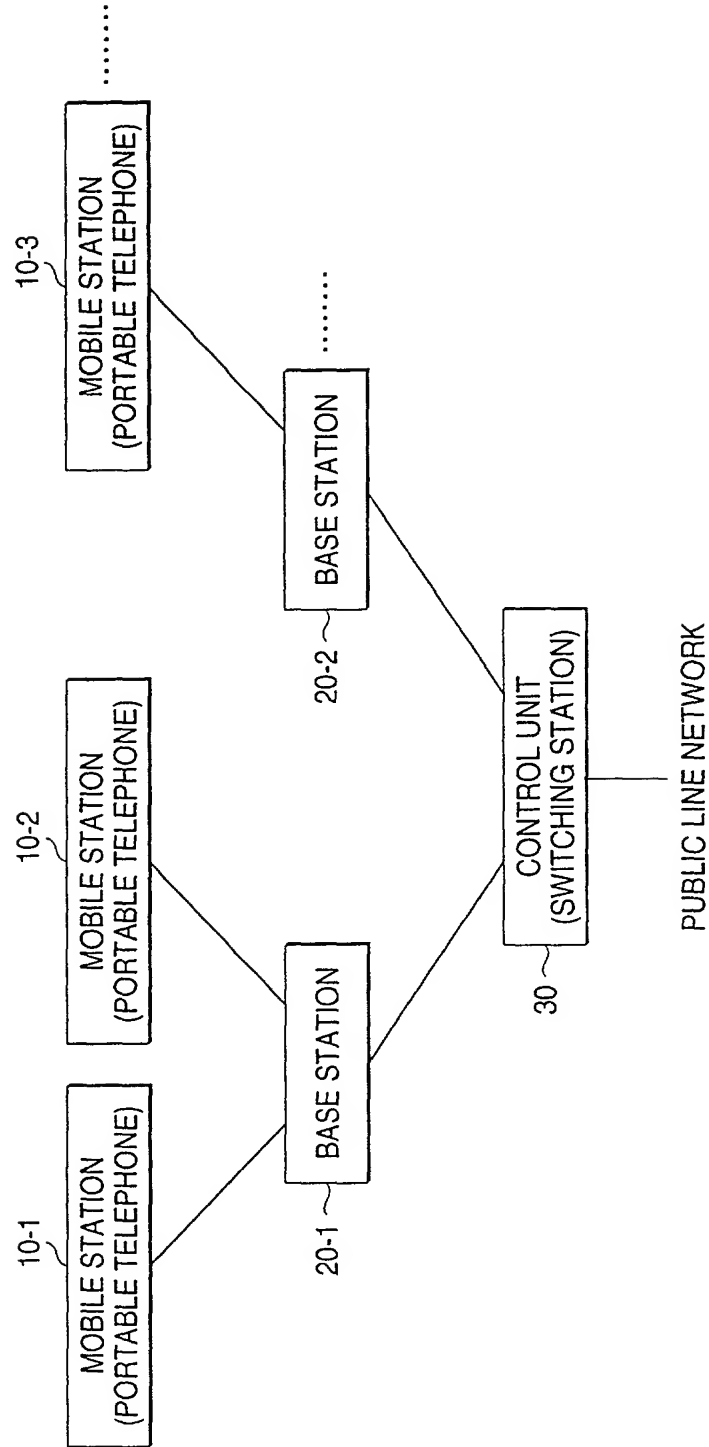 10-1
MOBILE STATION
(PORTABLE TELEPHONE)
10-2
MOBILE STATION
(PORTABLE TELEPHONE)
10-3
MOBILE STATION
(PORTABLE TELEPHONE)
........
BASE STATION
20-1
BASE STATION
20-2
........
CONTROL UNIT
(SWITCHING STATION)
30
PUBLIC LINE NETWORK